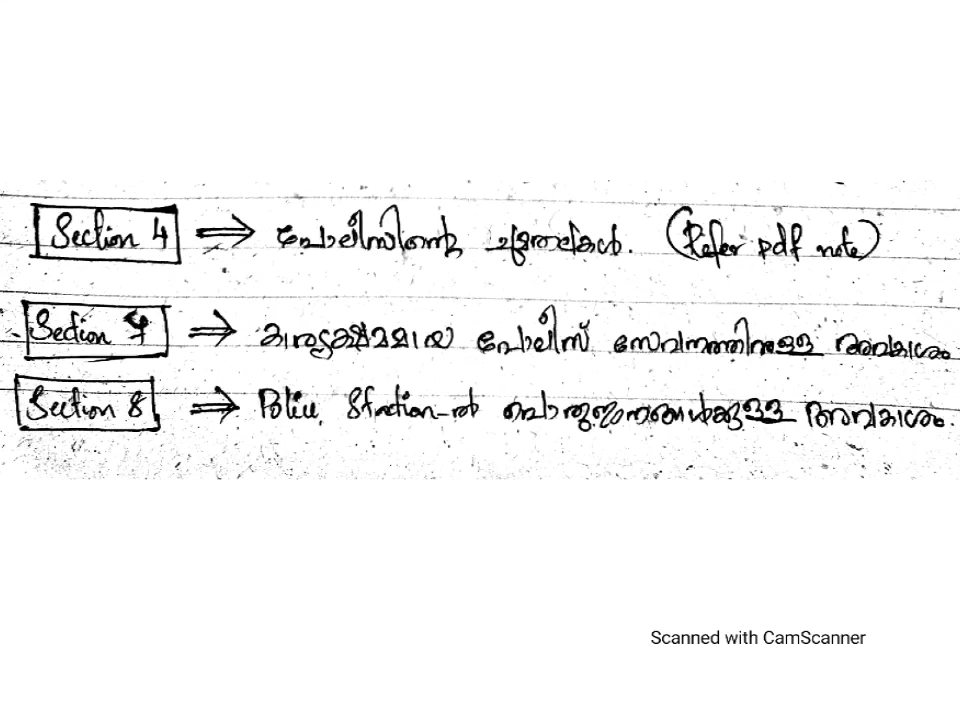 Section 4 ⇒ പോലീസിന്റെ ചുമതലകൾ. (Refer pdf note)
Section 7 ⇒ കാര്യക്ഷമമായ പോലീസ് സേവനത്തിനുള്ള അവകാശം
Section 8 ⇒ Police Station-ൽ പൊതുജനങ്ങൾക്കുള്ള അവകാശം.
Scanned with CamScanner